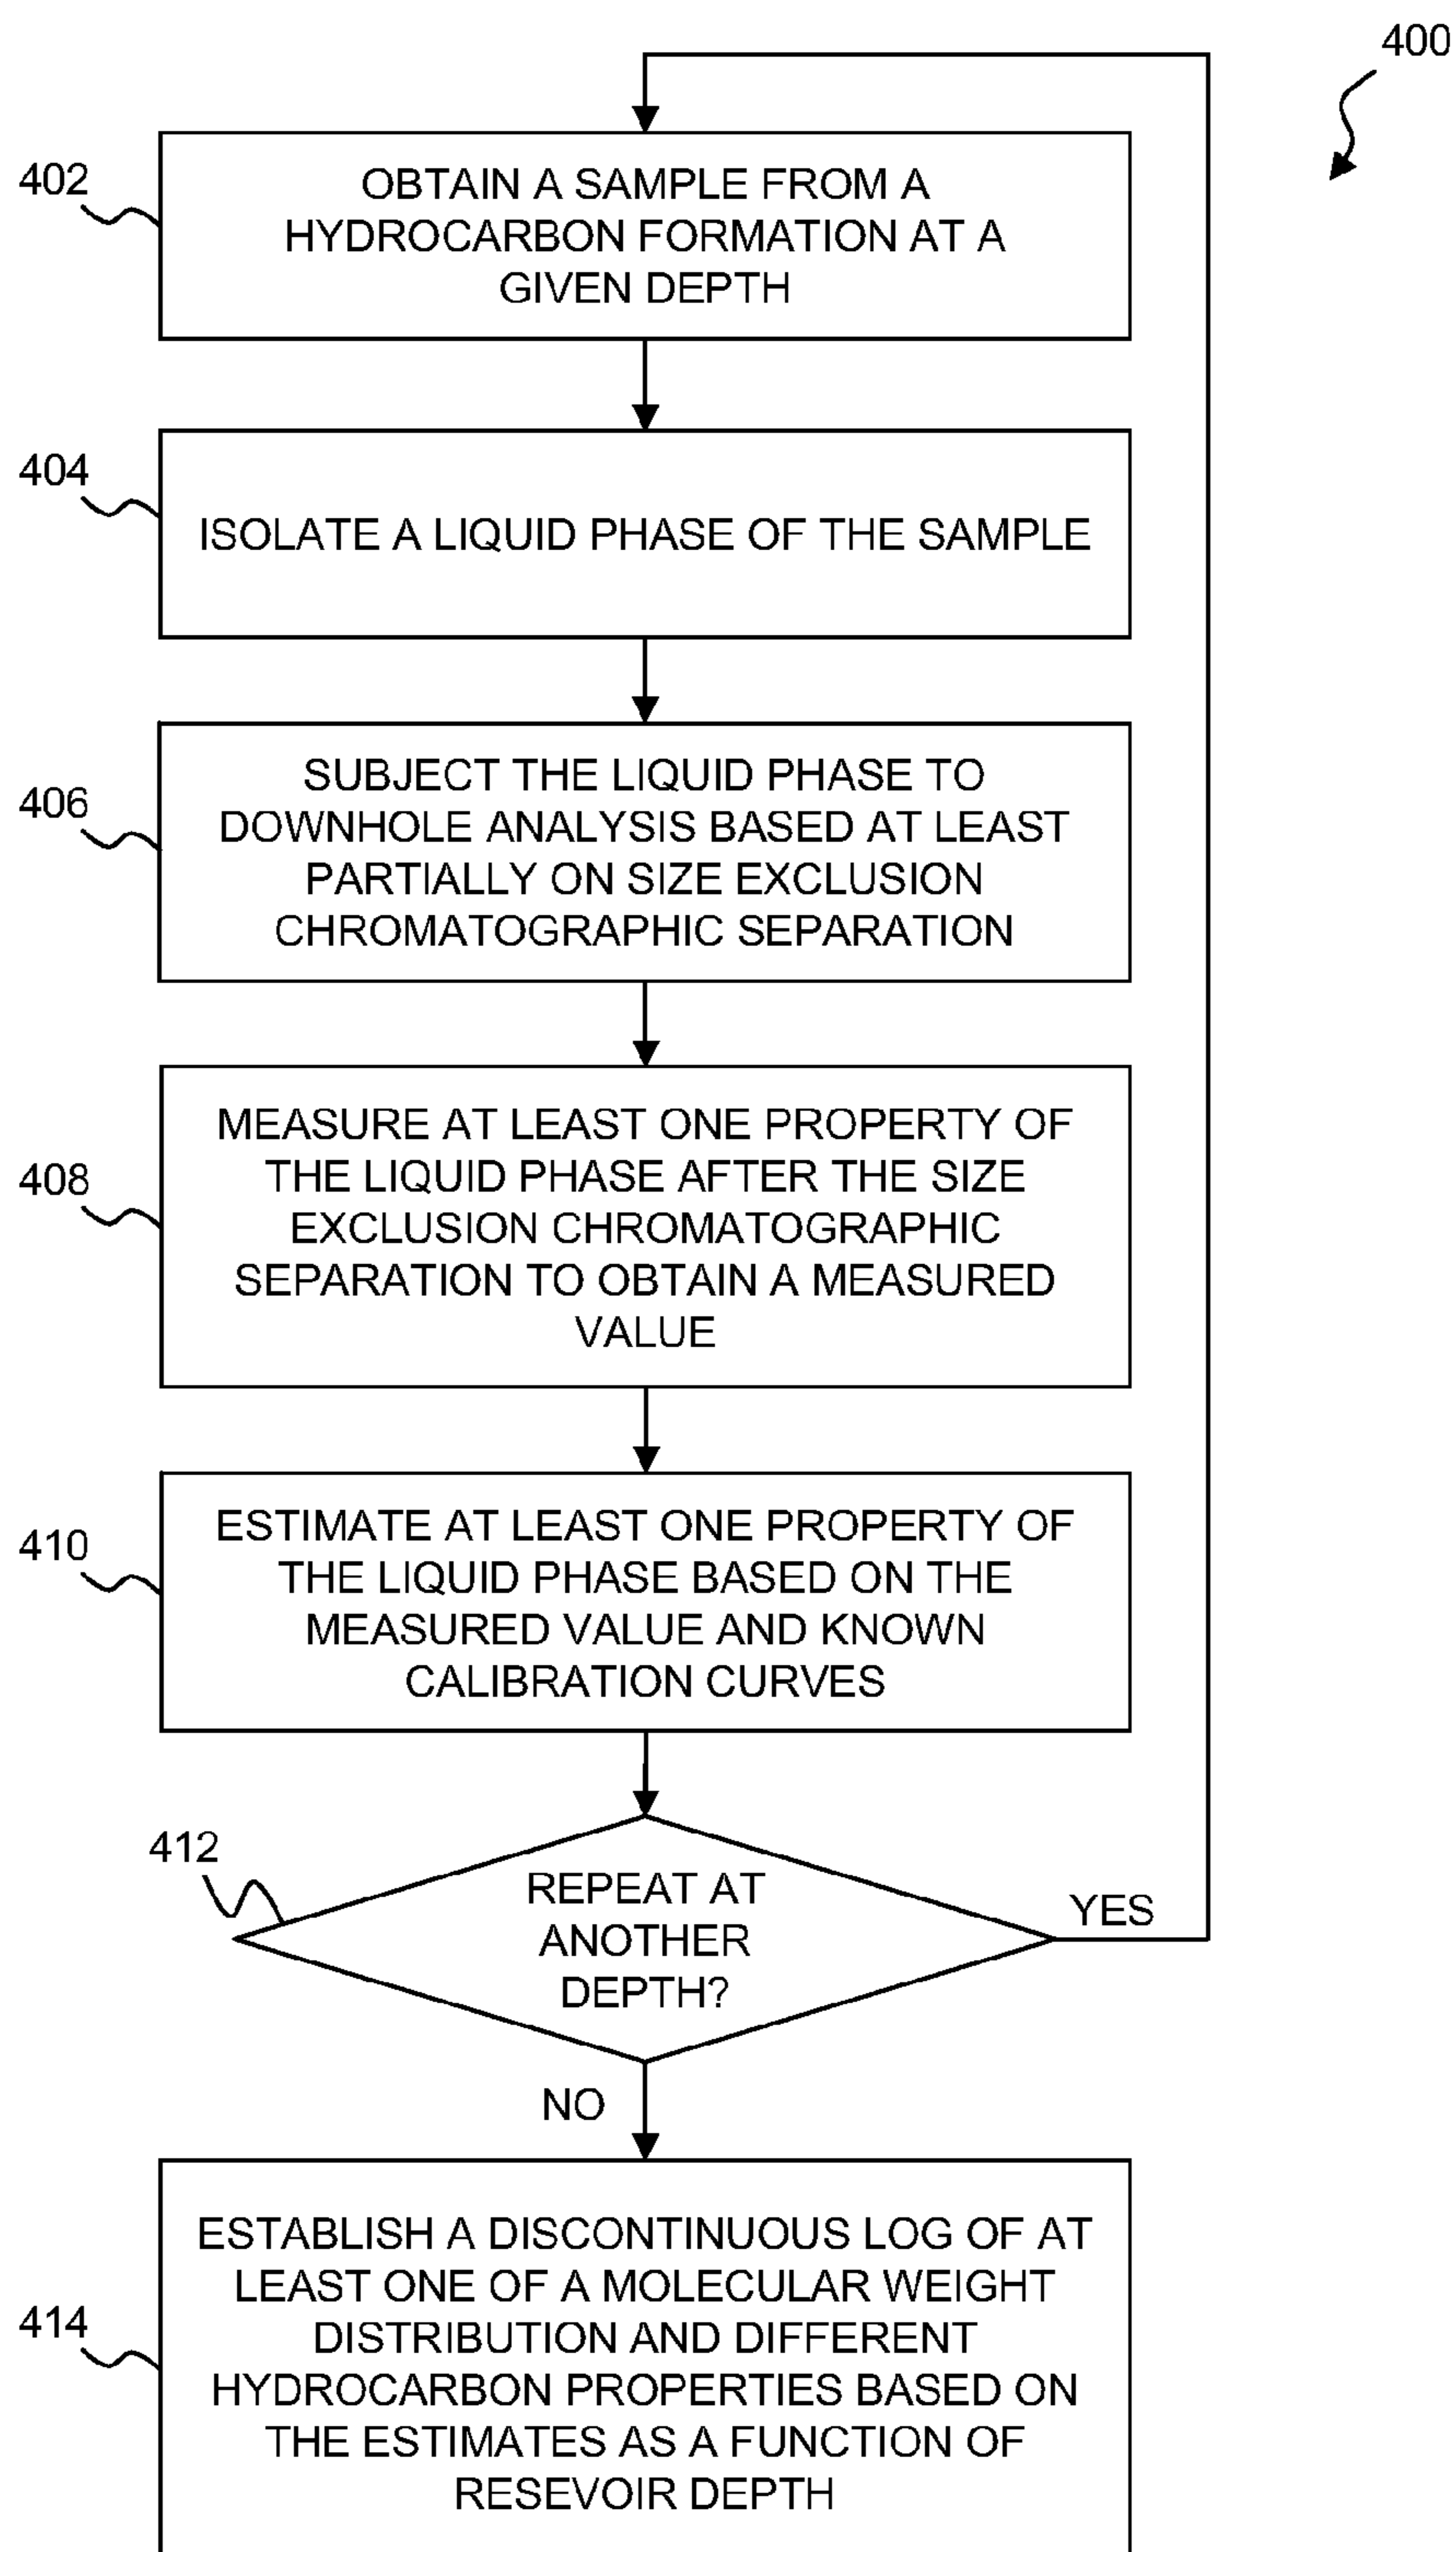 400
402
OBTAIN A SAMPLE FROM A
HYDROCARBON FORMATION AT A
GIVEN DEPTH
404
ISOLATE A LIQUID PHASE OF THE SAMPLE
406
SUBJECT THE LIQUID PHASE TO
DOWNHOLE ANALYSIS BASED AT LEAST
PARTIALLY ON SIZE EXCLUSION
CHROMATOGRAPHIC SEPARATION
408
MEASURE AT LEAST ONE PROPERTY OF
THE LIQUID PHASE AFTER THE SIZE
EXCLUSION CHROMATOGRAPHIC
SEPARATION TO OBTAIN A MEASURED
VALUE
410
ESTIMATE AT LEAST ONE PROPERTY OF
THE LIQUID PHASE BASED ON THE
MEASURED VALUE AND KNOWN
CALIBRATION CURVES
412
REPEAT AT
ANOTHER
DEPTH?
YES
NO
414
ESTABLISH A DISCONTINUOUS LOG OF AT
LEAST ONE OF A MOLECULAR WEIGHT
DISTRIBUTION AND DIFFERENT
HYDROCARBON PROPERTIES BASED ON
THE ESTIMATES AS A FUNCTION OF
RESEVOIR DEPTH